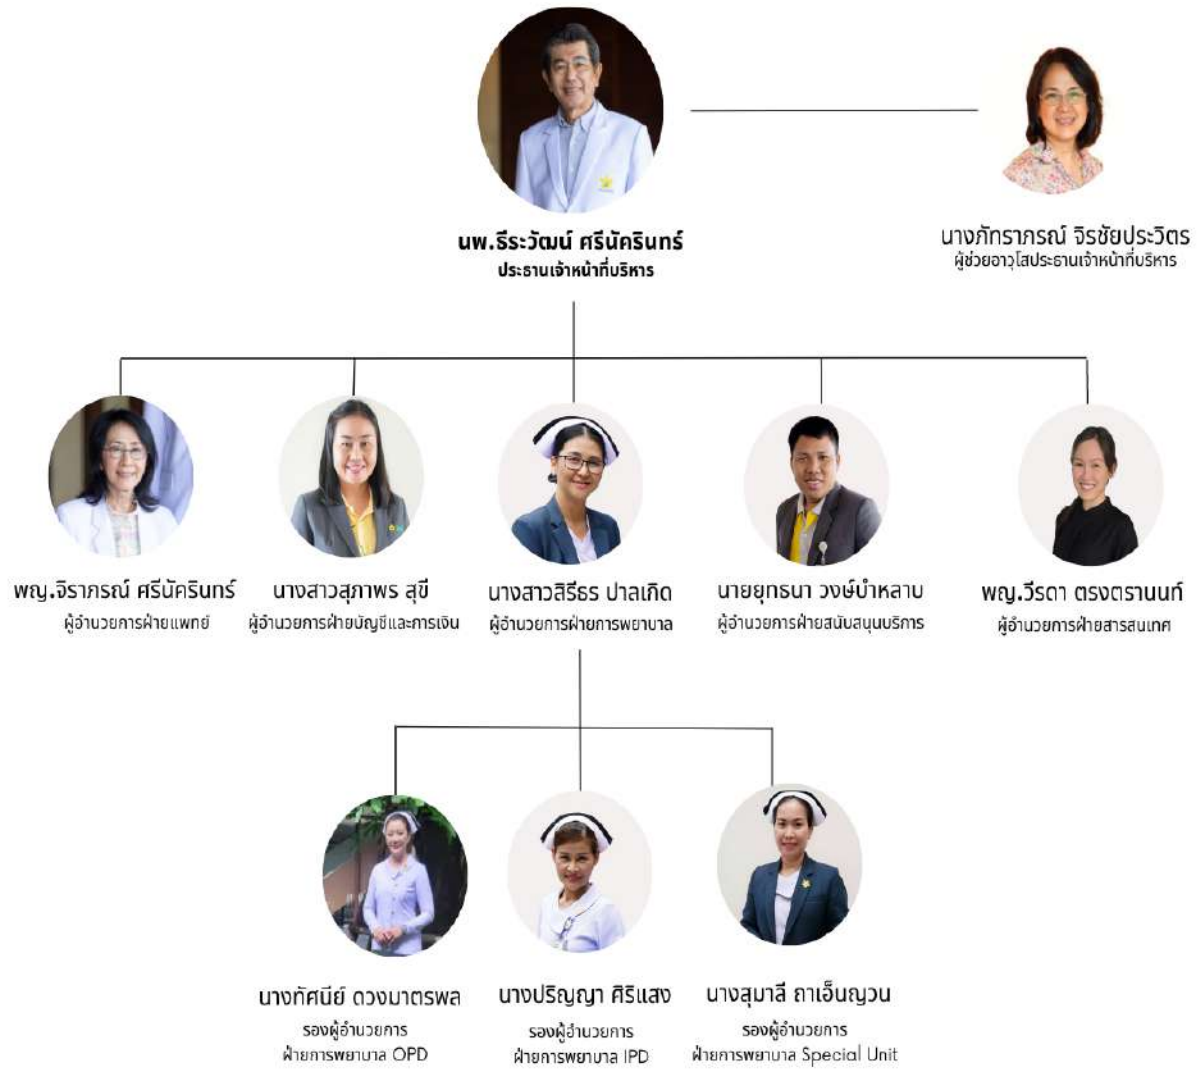 นพ.ธีระวัฒน์ ศรีนัครินทร์
ประธานเจ้าหน้าที่บริหาร
นางภัทราภรณ์ จิรชัยประวิตร
ผู้ช่วยอาวุโสประธานเจ้าหน้าที่บริหาร
พญ.จิราภรณ์ ศรีนัครินทร์
ผู้อำนวยการฝ่ายแพทย์
นางสาวสุภาพร สุขี
ผู้อำนวยการฝ่ายบัญชีและการเงิน
นางสาวสิรีธร ปาลเกิด
ผู้อำนวยการฝ่ายการพยาบาล
นายยุทธนา วงษ์บำหลาบ
ผู้อำนวยการฝ่ายสนับสนุนบริการ
พญ.วีรดา ตรงตรานนท์
ผู้อำนวยการฝ่ายสารสนเทศ
นางทัศนีย์ ดวงมาตรพล
รองผู้อำนวยการ
ฝ่ายการพยาบาล OPD
นางปริญญา ศิริแสง
รองผู้อำนวยการ
ฝ่ายการพยาบาล IPD
นางสุมาลี ถาเอ็นญวน
รองผู้อำนวยการ
ฝ่ายการพยาบาล Special Unit